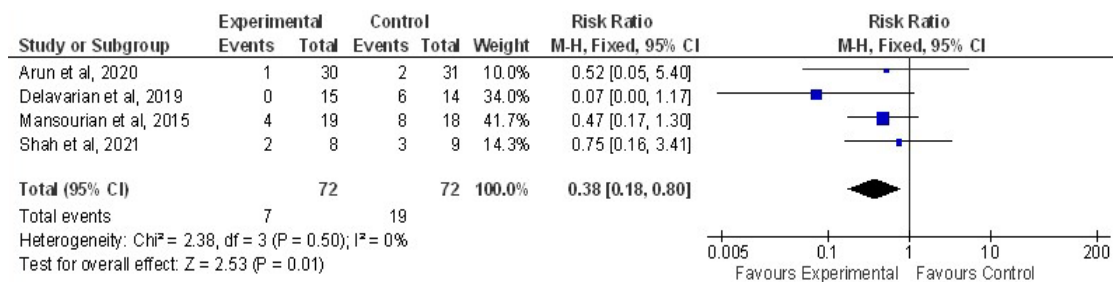 Experimental Control Risk Ratio Risk Ratio
Study or Subgroup Events Total Events Total Weight M-H, Fixed, 95% CI M-H, Fixed, 95% CI
Arun et al, 2020 1 30 2 31 10.0% 0.52 [0.05, 5.40]
Delavarian et al, 2019 0 15 6 14 34.0% 0.07 [0.00, 1.17]
Mansourian et al, 2015 4 19 8 18 41.7% 0.47 [0.17, 1.30]
Shah et al, 2021 2 8 3 9 14.3% 0.75 [0.16, 3.41]
Total (95% CI) 72 72 100.0% 0.38 [0.18, 0.80]
Total events 7 19
Heterogeneity: Chi² = 2.38, df = 3 (P = 0.50); I² = 0%
Test for overall effect: Z = 2.53 (P = 0.01)
0.005 0.1 1 10 200
Favours Experimental Favours Control